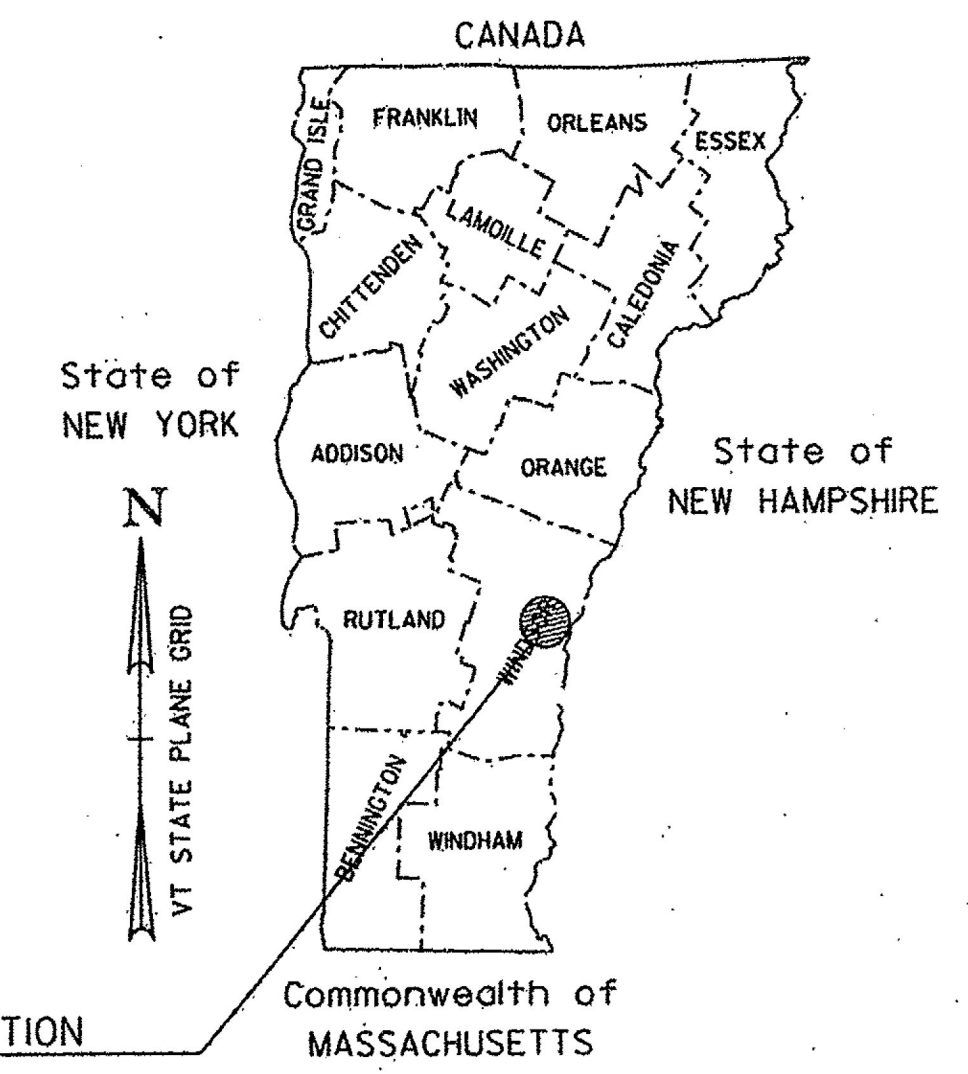 CANADA
GRAND ISLE
FRANKLIN
ORLEANS
ESSEX
LAMOILLE
CHITTENDEN
CALEDONIA
WASHINGTON
State of
NEW YORK
ADDISON
ORANGE
State of
NEW HAMPSHIRE
N
VT STATE PLANE GRID
RUTLAND
BENNINGTON
WINDHAM
Commonwealth of
MASSACHUSETTS
TION